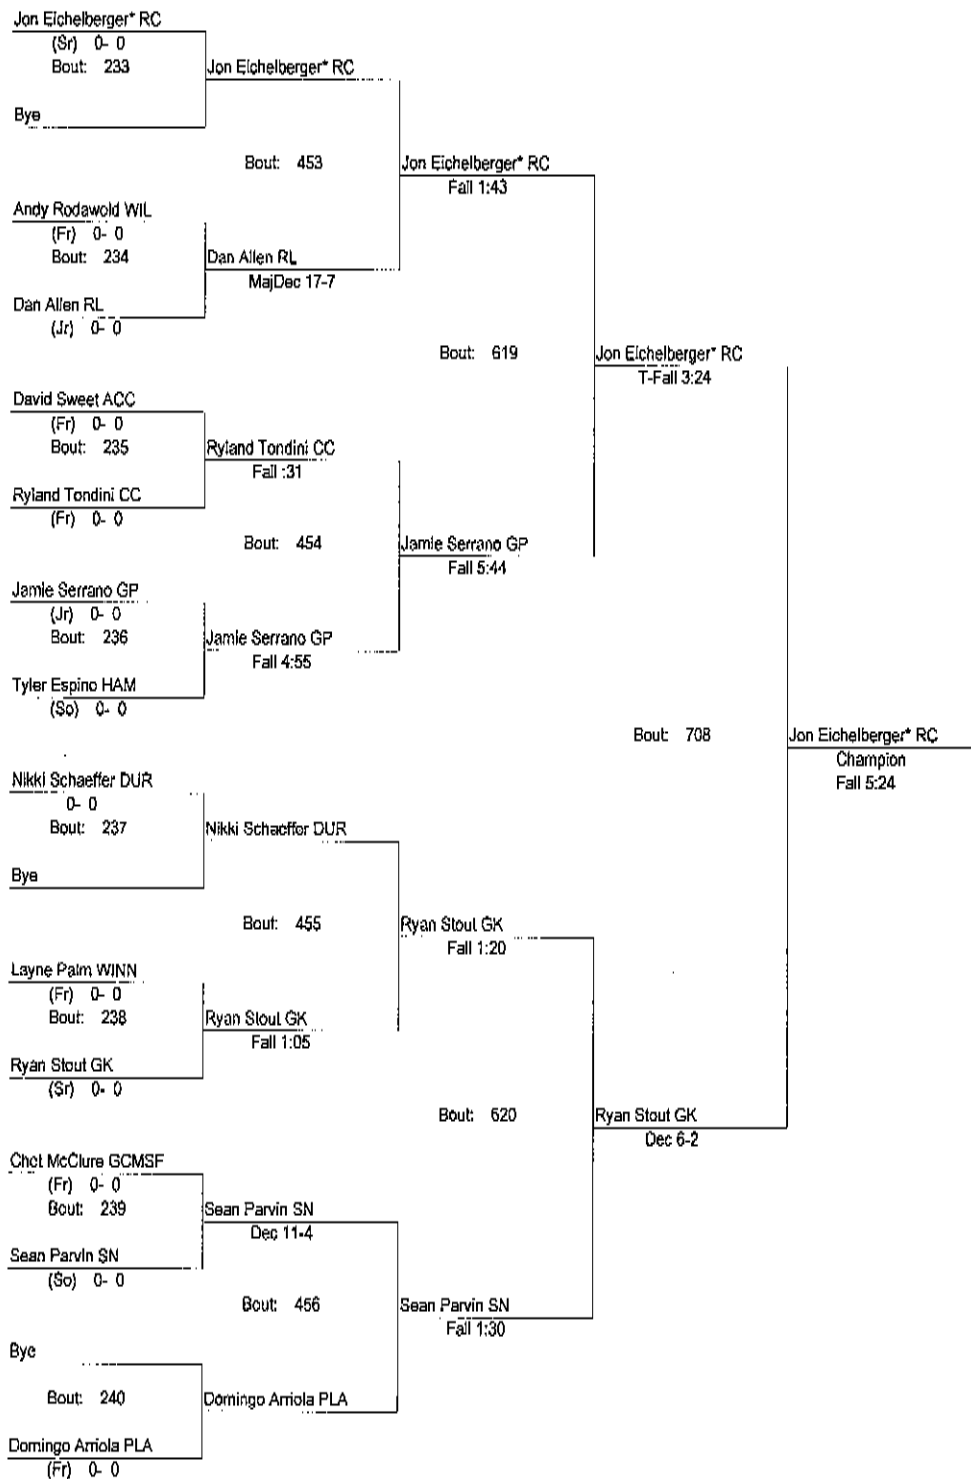 Jon Eichelberger* RC
(Sr) 0- 0
Bout: 233
Jon Eichelberger* RC
Bye
Bout: 453
Jon Eichelberger* RC
Fall 1:43
Andy Rodawold WIL
(Fr) 0- 0
Bout: 234
Dan Allen RL
MajDec 17-7
Dan Allen RL
(Jr) 0- 0
Bout: 619
Jon Eichelberger* RC
T-Fall 3:24
David Sweet ACC
(Fr) 0- 0
Bout: 235
Ryland Tondini CC
Fall :31
Ryland Tondini CC
(Fr) 0- 0
Bout: 454
Jamie Serrano GP
Fall 5:44
Jamie Serrano GP
(Jr) 0- 0
Bout: 236
Jamie Serrano GP
Fall 4:55
Tyler Espino HAM
(So) 0- 0
Bout: 708
Jon Eichelberger* RC
Champion
Fall 5:24
Nikki Schaeffer DUR
0- 0
Bout: 237
Nikki Schaeffer DUR
Bye
Bout: 455
Ryan Stout GK
Fall 1:20
Layne Palm WINN
(Fr) 0- 0
Bout: 238
Ryan Stout GK
Fall 1:05
Ryan Stout GK
(Sr) 0- 0
Bout: 620
Ryan Stout GK
Dec 6-2
Chet McClure GCMSF
(Fr) 0- 0
Bout: 239
Sean Parvin SN
Dec 11-4
Sean Parvin SN
(So) 0- 0
Bout: 456
Sean Parvin SN
Fall 1:30
Bye
Bout: 240
Domingo Arriola PLA
Domingo Arriola PLA
(Fr) 0- 0